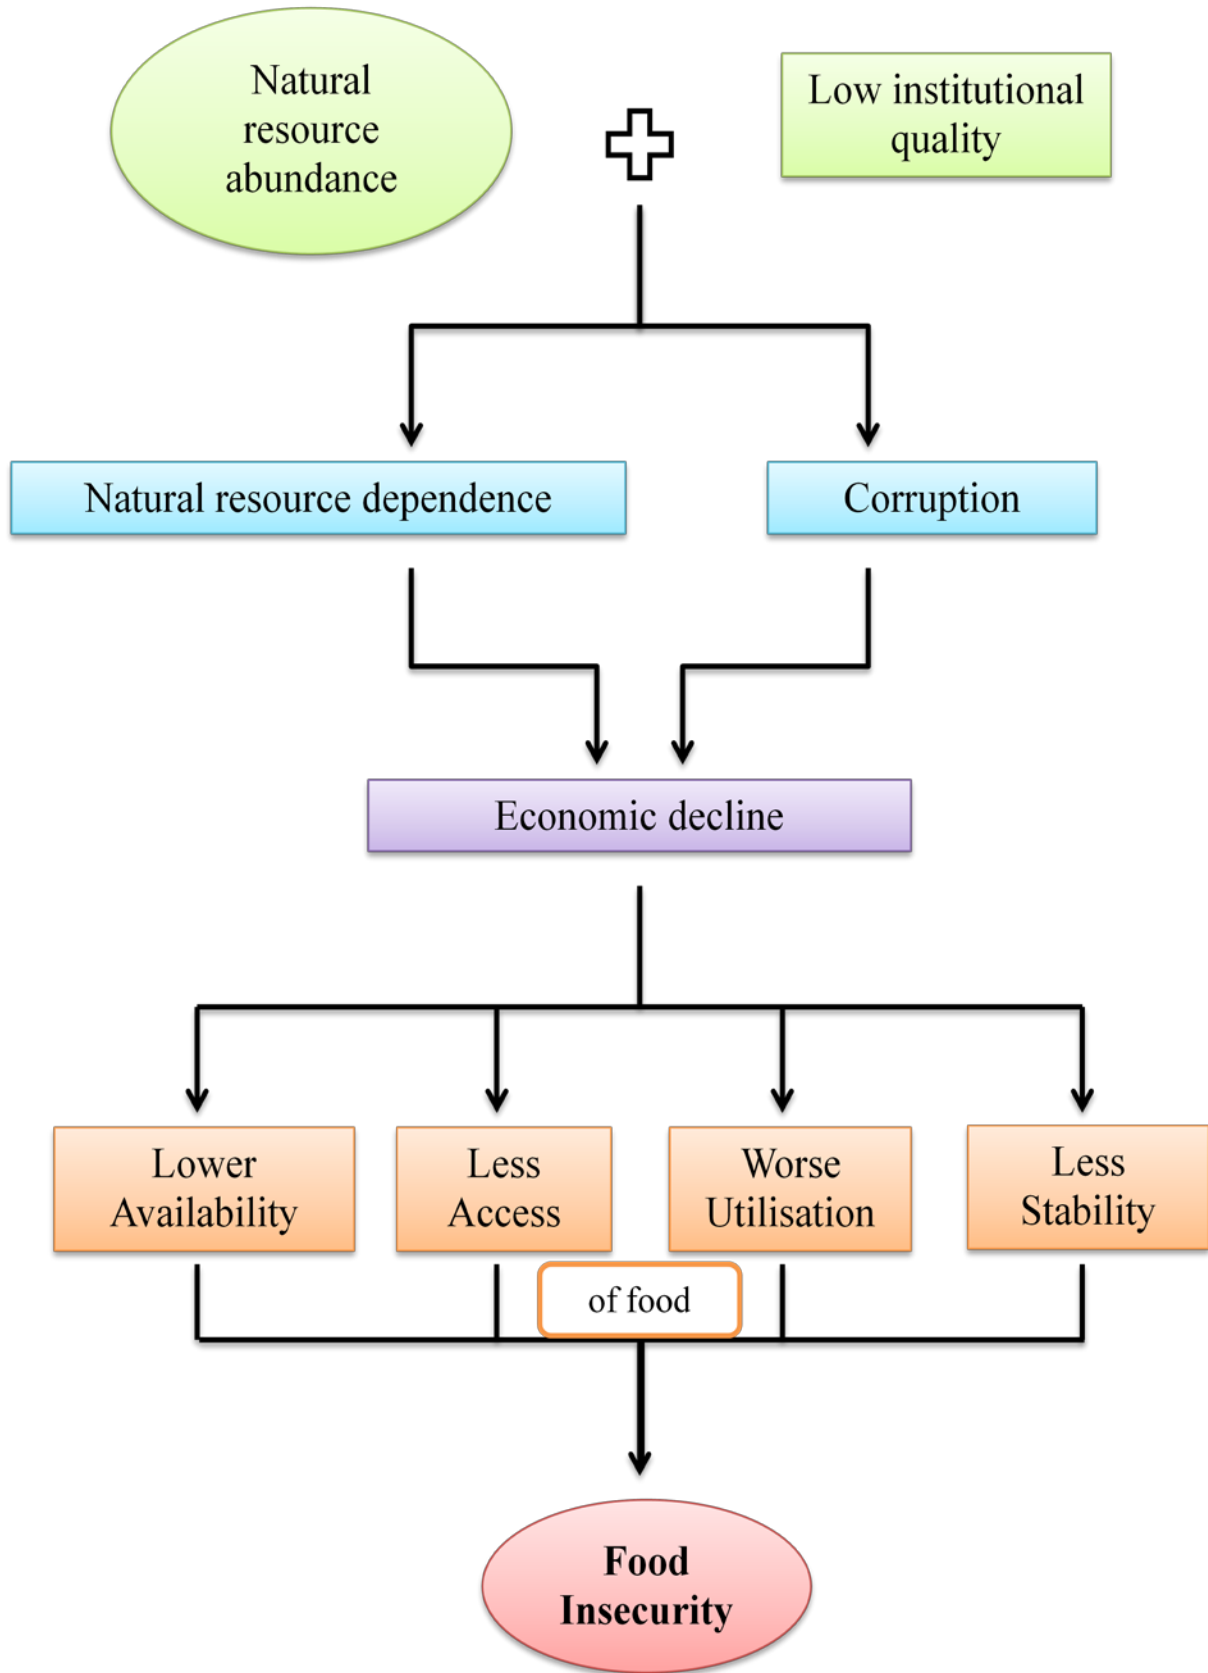 Natural
resource
abundance
Low institutional
quality
Natural resource dependence
Corruption
Economic decline
Lower
Availability
Less
Access
Worse
Utilisation
Less
Stability
of food
Food
Insecurity